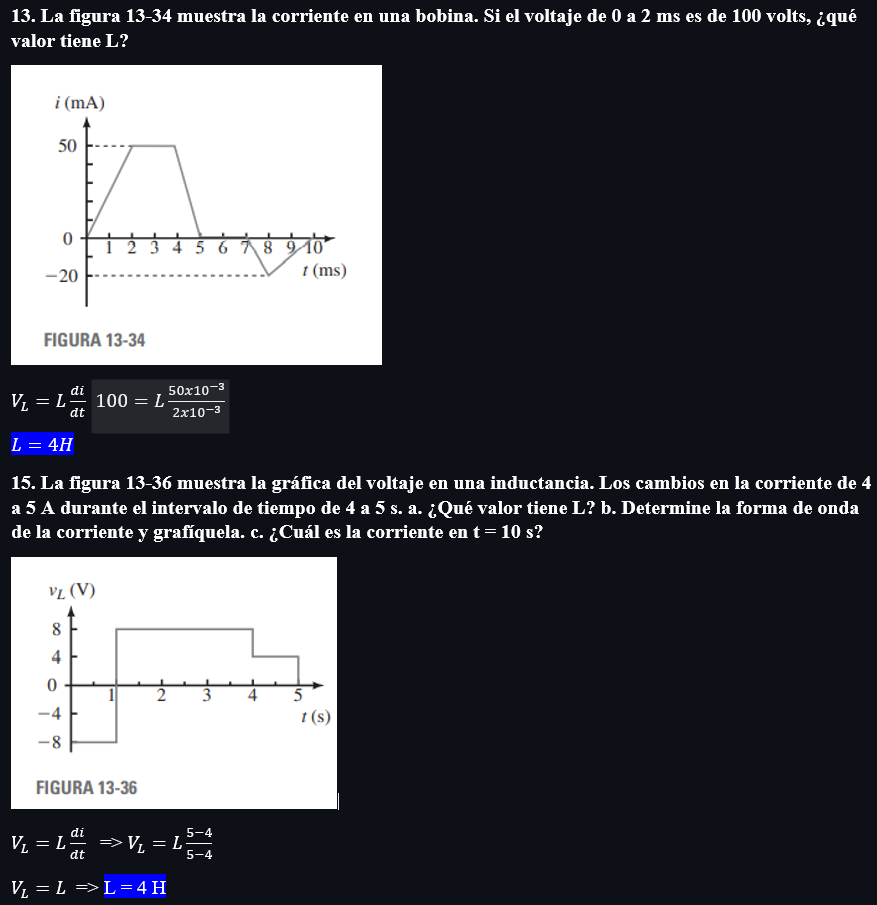 13. La figura 13-34 muestra la corriente en una bobina. Si el voltaje de 0 a 2 ms es de 100 volts, ¿qué
valor tiene L?
i (mA)
50
0
1 2 3 4 5 6 7 8 9 10
−20
t (ms)
FIGURA 13-34
V_L = L di/dt 100 = L 50x10⁻³/2x10⁻³
L = 4H
15. La figura 13-36 muestra la gráfica del voltaje en una inductancia. Los cambios en la corriente de 4
a 5 A durante el intervalo de tiempo de 4 a 5 s. a. ¿Qué valor tiene L? b. Determine la forma de onda
de la corriente y grafíquela. c. ¿Cuál es la corriente en t = 10 s?
v_L (V)
8
4
0
1 2 3 4 5
−4
t (s)
−8
FIGURA 13-36
V_L = L di/dt => V_L = L 5−4/5−4
V_L = L => L = 4 H